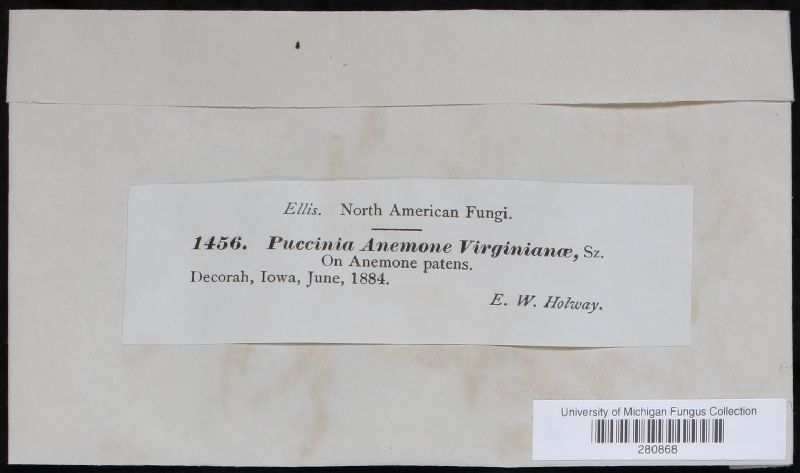 Ellis. North American Fungi.
1456. Puccinia Anemone Virginianæ, Sz.
On Anemone patens.
Decorah, Iowa, June, 1884.
E. W. Holway.
University of Michigan Fungus Collection
280868